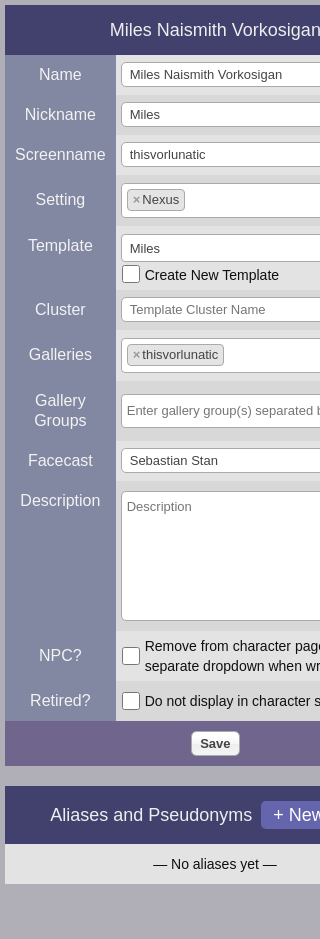 Miles Naismith Vorkosigan
Name
Miles Naismith Vorkosigan
Nickname
Miles
Screenname
thisvorlunatic
Setting
×Nexus
Template
Miles
Create New Template
Cluster
Template Cluster Name
Galleries
×thisvorlunatic
Gallery
Groups
Enter gallery group(s) separated
Facecast
Sebastian Stan
Description
Description
NPC?
Remove from character
separate dropdown when
Retired?
Do not display in character
Save
Aliases and Pseudonyms
+ New
— No aliases yet —